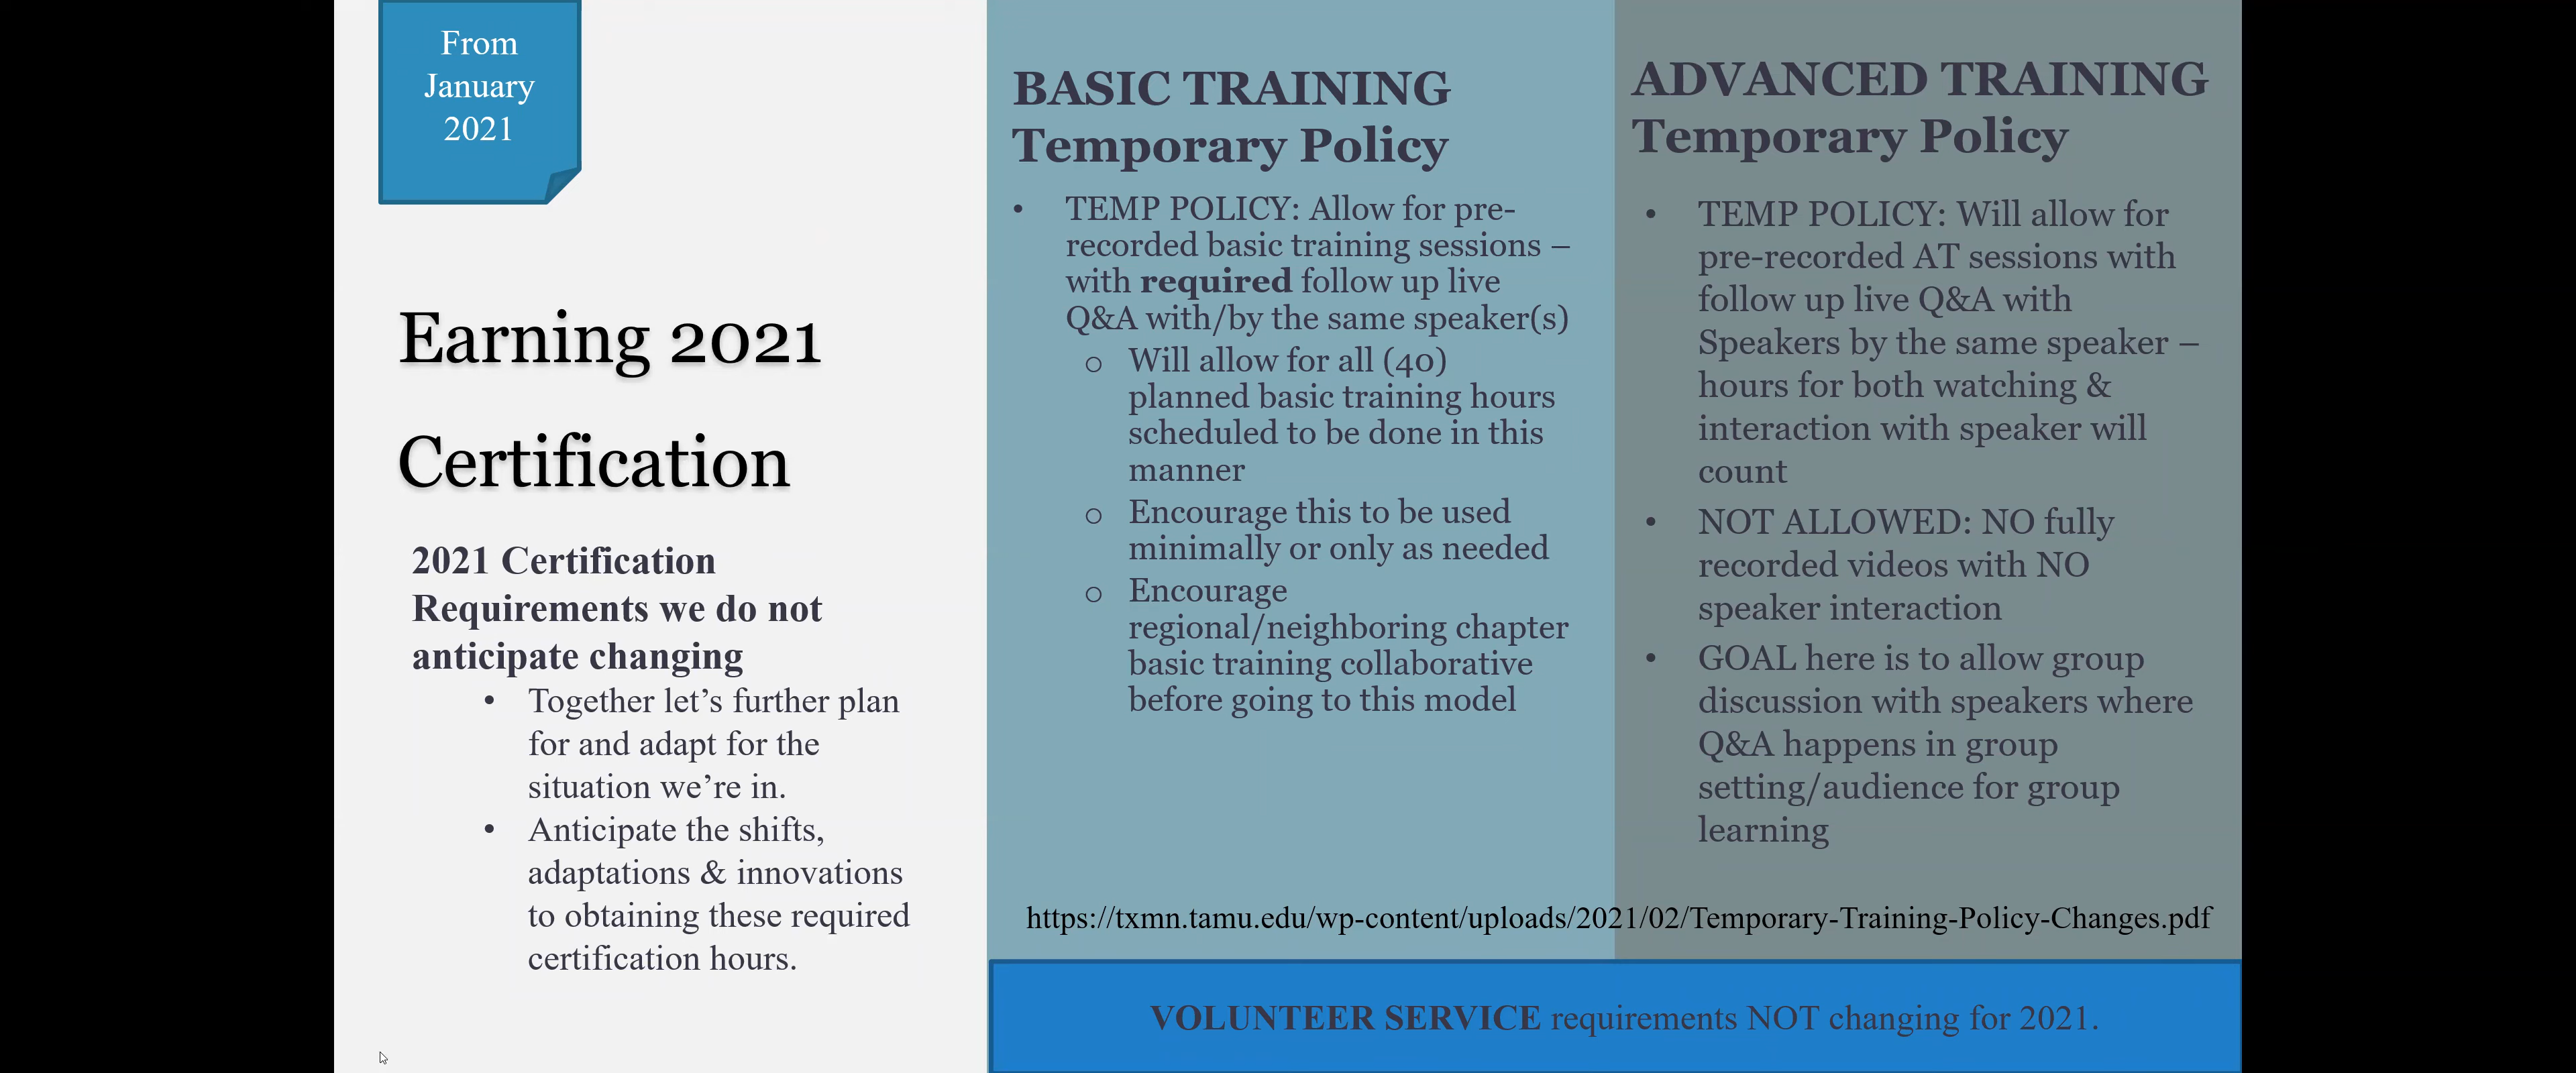 From
January
2021
Earning 2021
Certification
2021 Certification
Requirements we do not
anticipate changing
• Together let’s further plan
for and adapt for the
situation we’re in.
• Anticipate the shifts,
adaptations & innovations
to obtaining these required
certification hours.
BASIC TRAINING
Temporary Policy
• TEMP POLICY: Allow for pre-
recorded basic training sessions –
with required follow up live
Q&A with/by the same speaker(s)
o Will allow for all (40)
planned basic training hours
scheduled to be done in this
manner
o Encourage this to be used
minimally or only as needed
o Encourage
regional/neighboring chapter
basic training collaborative
before going to this model
ADVANCED TRAINING
Temporary Policy
• TEMP POLICY: Will allow for
pre-recorded AT sessions with
follow up live Q&A with
Speakers by the same speaker –
hours for both watching &
interaction with speaker will
count
• NOT ALLOWED: NO fully
recorded videos with NO
speaker interaction
• GOAL here is to allow group
discussion with speakers where
Q&A happens in group
setting/audience for group
learning
https://txmn.tamu.edu/wp-content/uploads/2021/02/Temporary-Training-Policy-Changes.pdf
VOLUNTEER SERVICE requirements NOT changing for 2021.